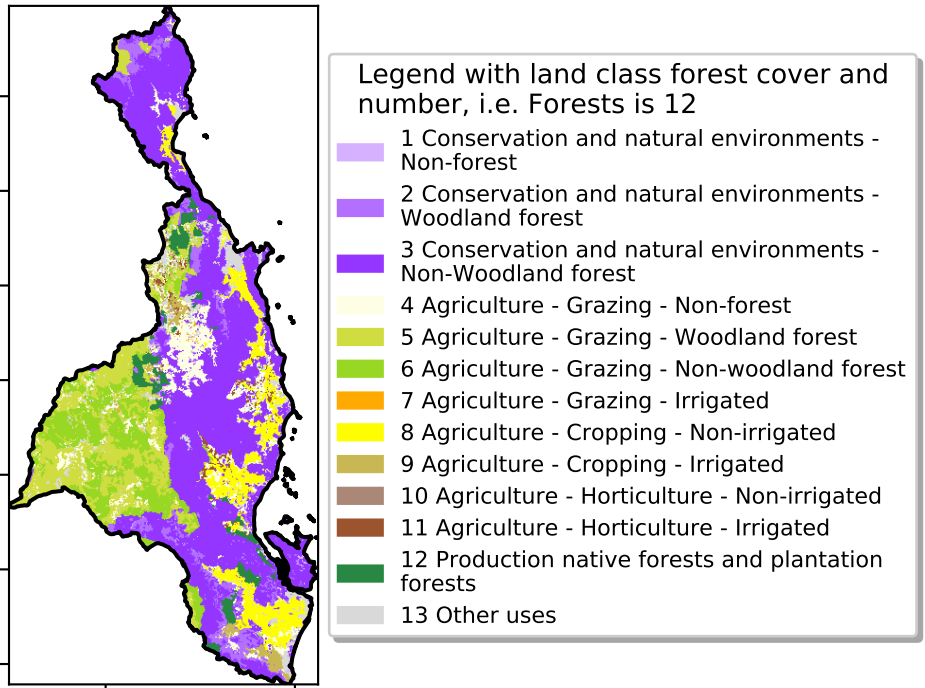 Legend with land class forest cover and
number, i.e. Forests is 12
1 Conservation and natural environments -
Non-forest
2 Conservation and natural environments -
Woodland forest
3 Conservation and natural environments -
Non-Woodland forest
4 Agriculture - Grazing - Non-forest
5 Agriculture - Grazing - Woodland forest
6 Agriculture - Grazing - Non-woodland forest
7 Agriculture - Grazing - Irrigated
8 Agriculture - Cropping - Non-irrigated
9 Agriculture - Cropping - Irrigated
10 Agriculture - Horticulture - Non-irrigated
11 Agriculture - Horticulture - Irrigated
12 Production native forests and plantation
forests
13 Other uses